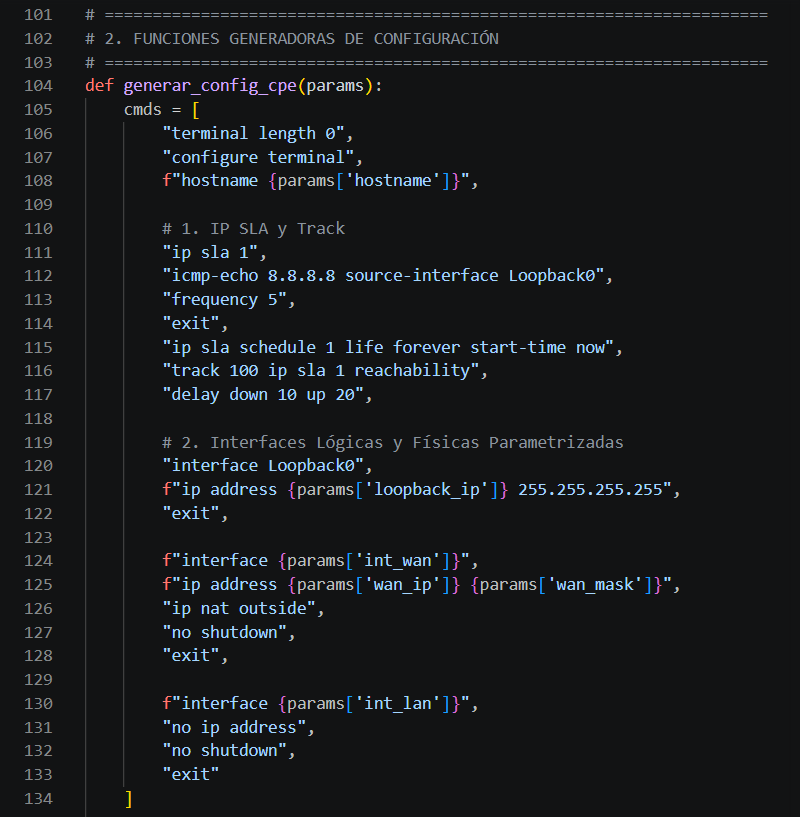 101 # =====================================================================
102 # 2. FUNCIONES GENERADORAS DE CONFIGURACIÓN
103 # =====================================================================
104 def generar_config_cpe(params):
105     cmds = [
106         "terminal length 0",
107         "configure terminal",
108         f"hostname {params['hostname']}",
109
110         # 1. IP SLA y Track
111         "ip sla 1",
112         "icmp-echo 8.8.8.8 source-interface Loopback0",
113         "frequency 5",
114         "exit",
115         "ip sla schedule 1 life forever start-time now",
116         "track 100 ip sla 1 reachability",
117         "delay down 10 up 20",
118
119         # 2. Interfaces Lógicas y Físicas Parametrizadas
120         "interface Loopback0",
121         f"ip address {params['loopback_ip']} 255.255.255.255",
122         "exit",
123
124         f"interface {params['int_wan']}",
125         f"ip address {params['wan_ip']} {params['wan_mask']}",
126         "ip nat outside",
127         "no shutdown",
128         "exit",
129
130         f"interface {params['int_lan']}",
131         "no ip address",
132         "no shutdown",
133         "exit"
134     ]